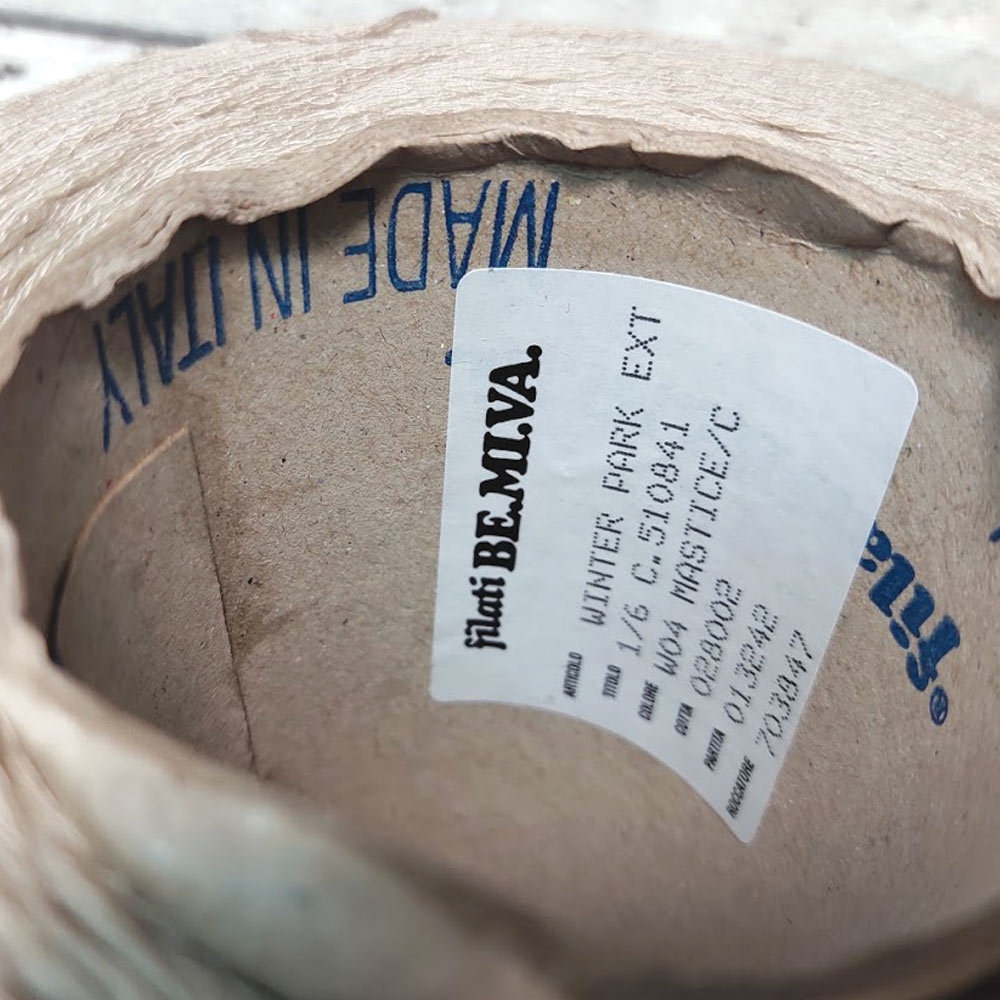 MADE IN ITALY
filati BE.MI.VA.
ARTICOLO WINTER PARK EXT
TITOLO 1/6 C.510841
COLORE W04 MASTICE/C
COTTA 028002
PARTITA 013242
ROCCATORE 703847